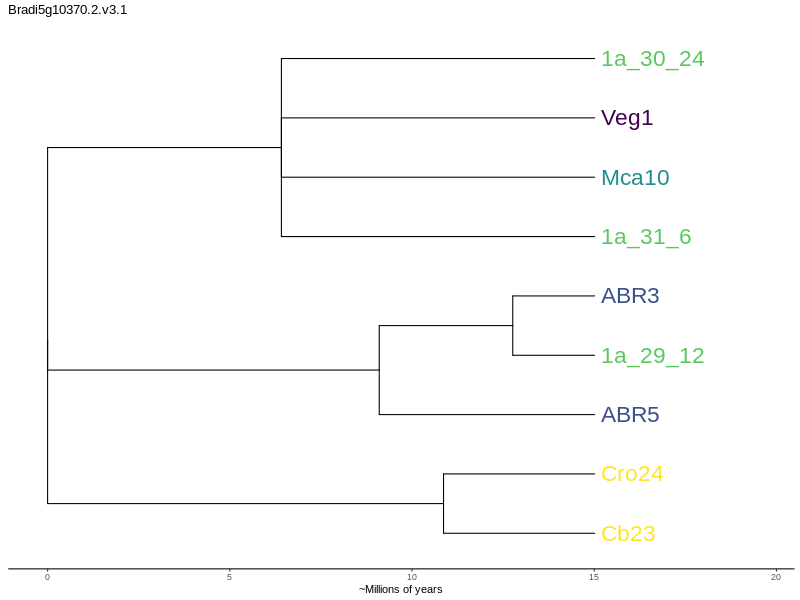 Bradi5g10370.2.v3.1
1a_30_24
Veg1
Mca10
1a_31_6
ABR3
1a_29_12
ABR5
Cro24
Cb23
0 5 10 15 20
~Millions of years